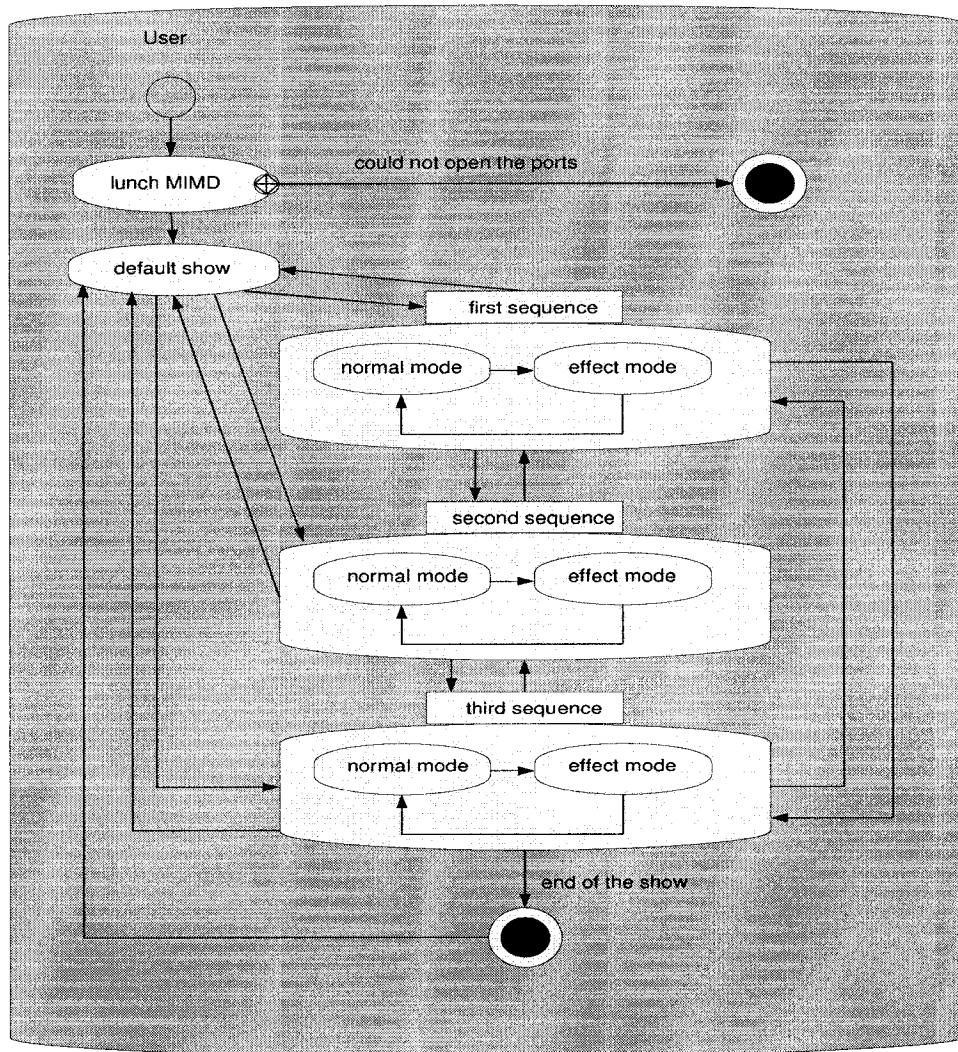 User
could not open the ports
lunch MIMD
default show
first sequence
normal mode
effect mode
second sequence
normal mode
effect mode
third sequence
normal mode
effect mode
end of the show